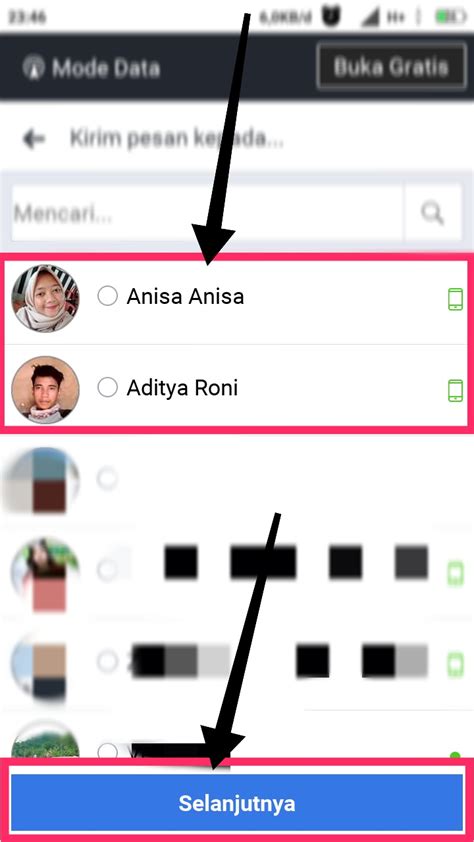 23:46 6,0KB/d H+
Mode Data Buka Gratis
Kirim pesan kepada...
Mencari...
Anisa Anisa
Aditya Roni
Selanjutnya